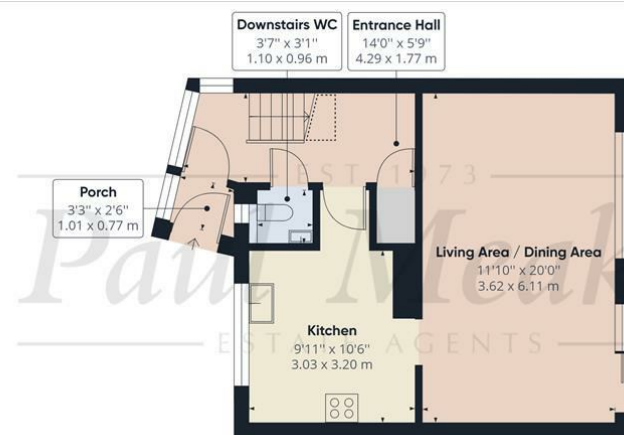 Downstairs WC
3'7" x 3'1"
1.10 x 0.96 m
Entrance Hall
14'0" x 5'9"
4.29 x 1.77 m
EST 1973
Porch
3'3" x 2'6"
1.01 x 0.77 m
Paul Meak
Living Area / Dining Area
11'10" x 20'0"
3.62 x 6.11 m
Kitchen
9'11" x 10'6"
3.03 x 3.20 m
ESTATE AGENTS